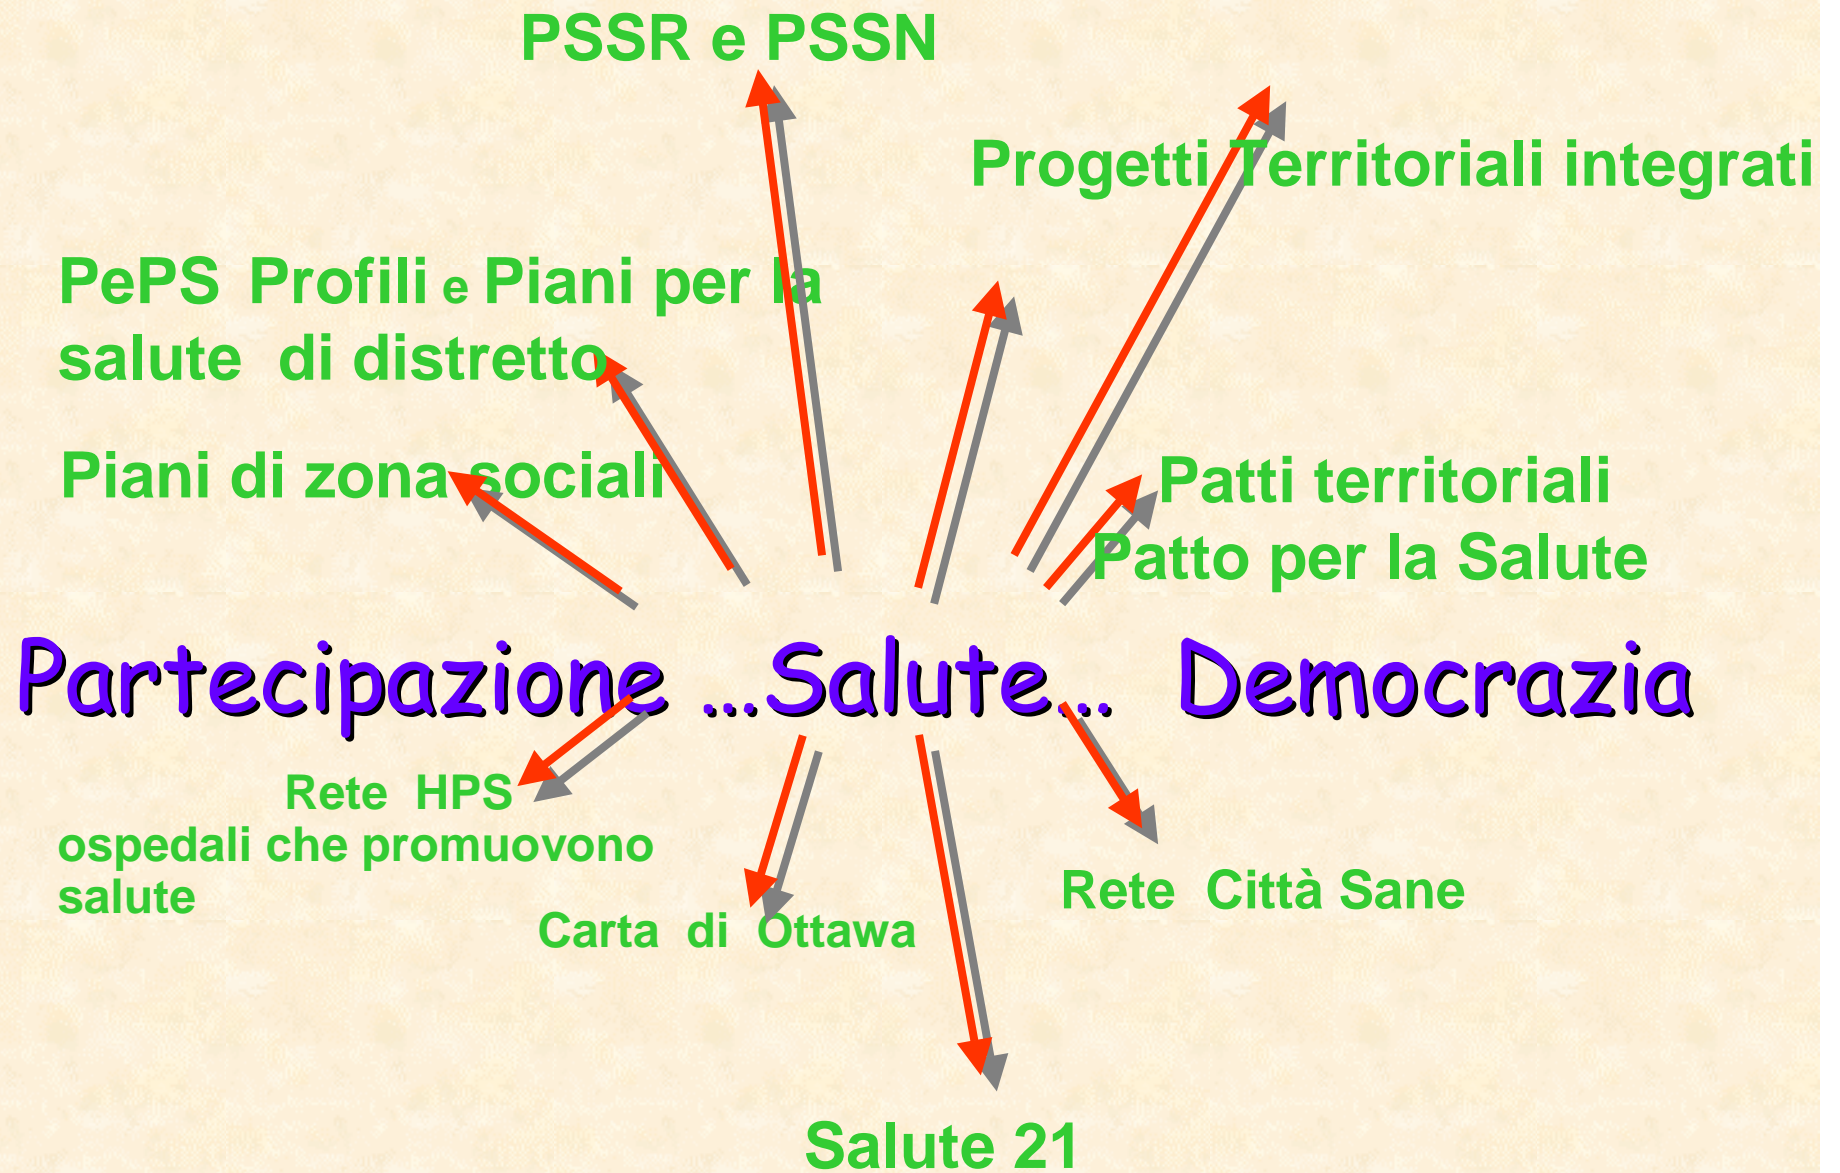 PSSR e PSSN
Progetti Territoriali integrati
PePS Profili e Piani per la
salute di distretto
Piani di zona sociali
Patti territoriali
Patto per la Salute
Partecipazione ...Salute... Democrazia
Rete HPS
ospedali che promuovono
salute
Carta di Ottawa
Rete Città Sane
Salute 21